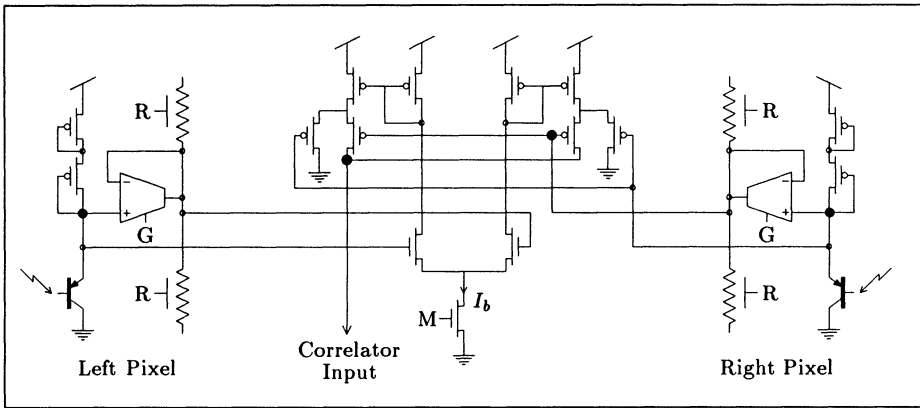 R
R
−
−
+
+
G
G
R
R
M
I_b
Correlator
Input
Left Pixel
Right Pixel